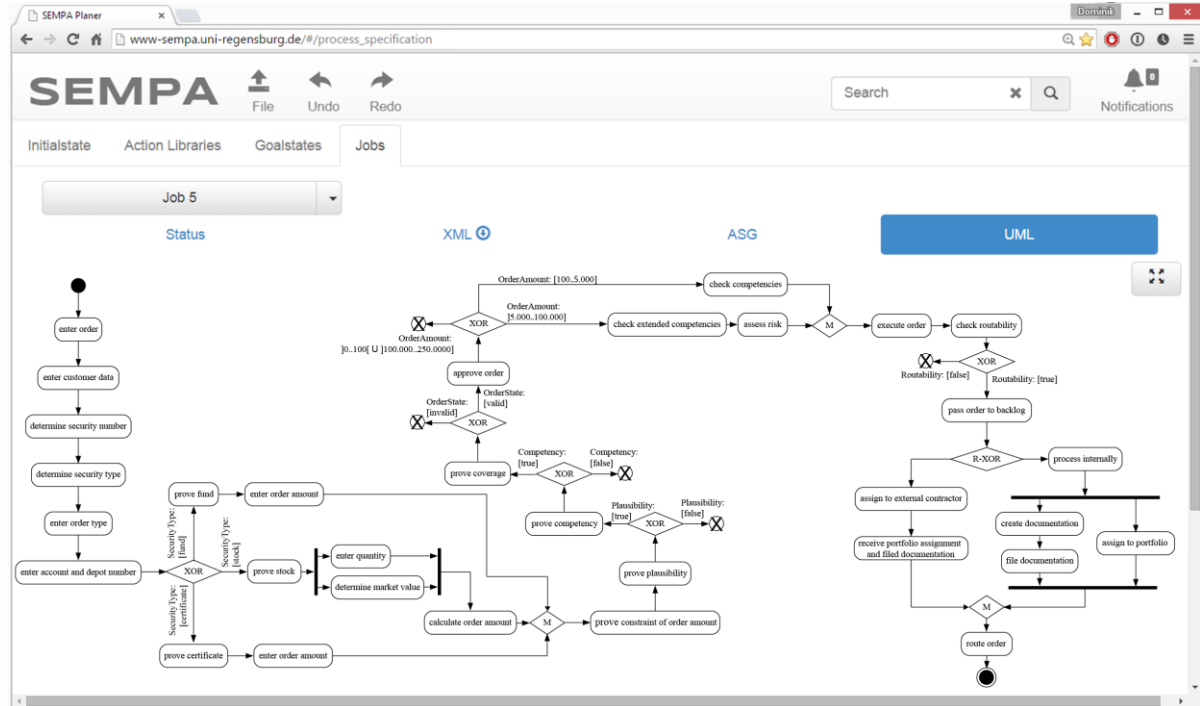 SEMPA Planer
Dominik
www-sempa.uni-regensburg.de/#/process_specification
SEMPA
File
Undo
Redo
Search
0
Notifications
Initialstate
Action Libraries
Goalstates
Jobs
Job 5
Status
XML
ASG
UML
enter order
enter customer data
determine security number
determine security type
enter order type
enter account and depot number
XOR
SecurityType:
[fund]
SecurityType:
[stock]
SecurityType:
[certificate]
prove fund
enter order amount
prove stock
enter quantity
determine market value
calculate order amount
prove certificate
enter order amount
M
prove constraint of order amount
prove plausibility
XOR
Plausibility:
[true]
Plausibility:
[false]
prove competency
XOR
Competency:
[true]
Competency:
[false]
prove coverage
XOR
OrderState:
[invalid]
OrderState:
[valid]
approve order
XOR
OrderAmount:
]0..100[ U ]100.000..250.0000]
OrderAmount: [100..5.000]
OrderAmount:
]5.000..100.000]
check competencies
check extended competencies
assess risk
M
execute order
check routability
XOR
Routability: [false]
Routability: [true]
pass order to backlog
R-XOR
process internally
assign to external contractor
receive portfolio assignment
and filed documentation
create documentation
file documentation
assign to portfolio
M
route order